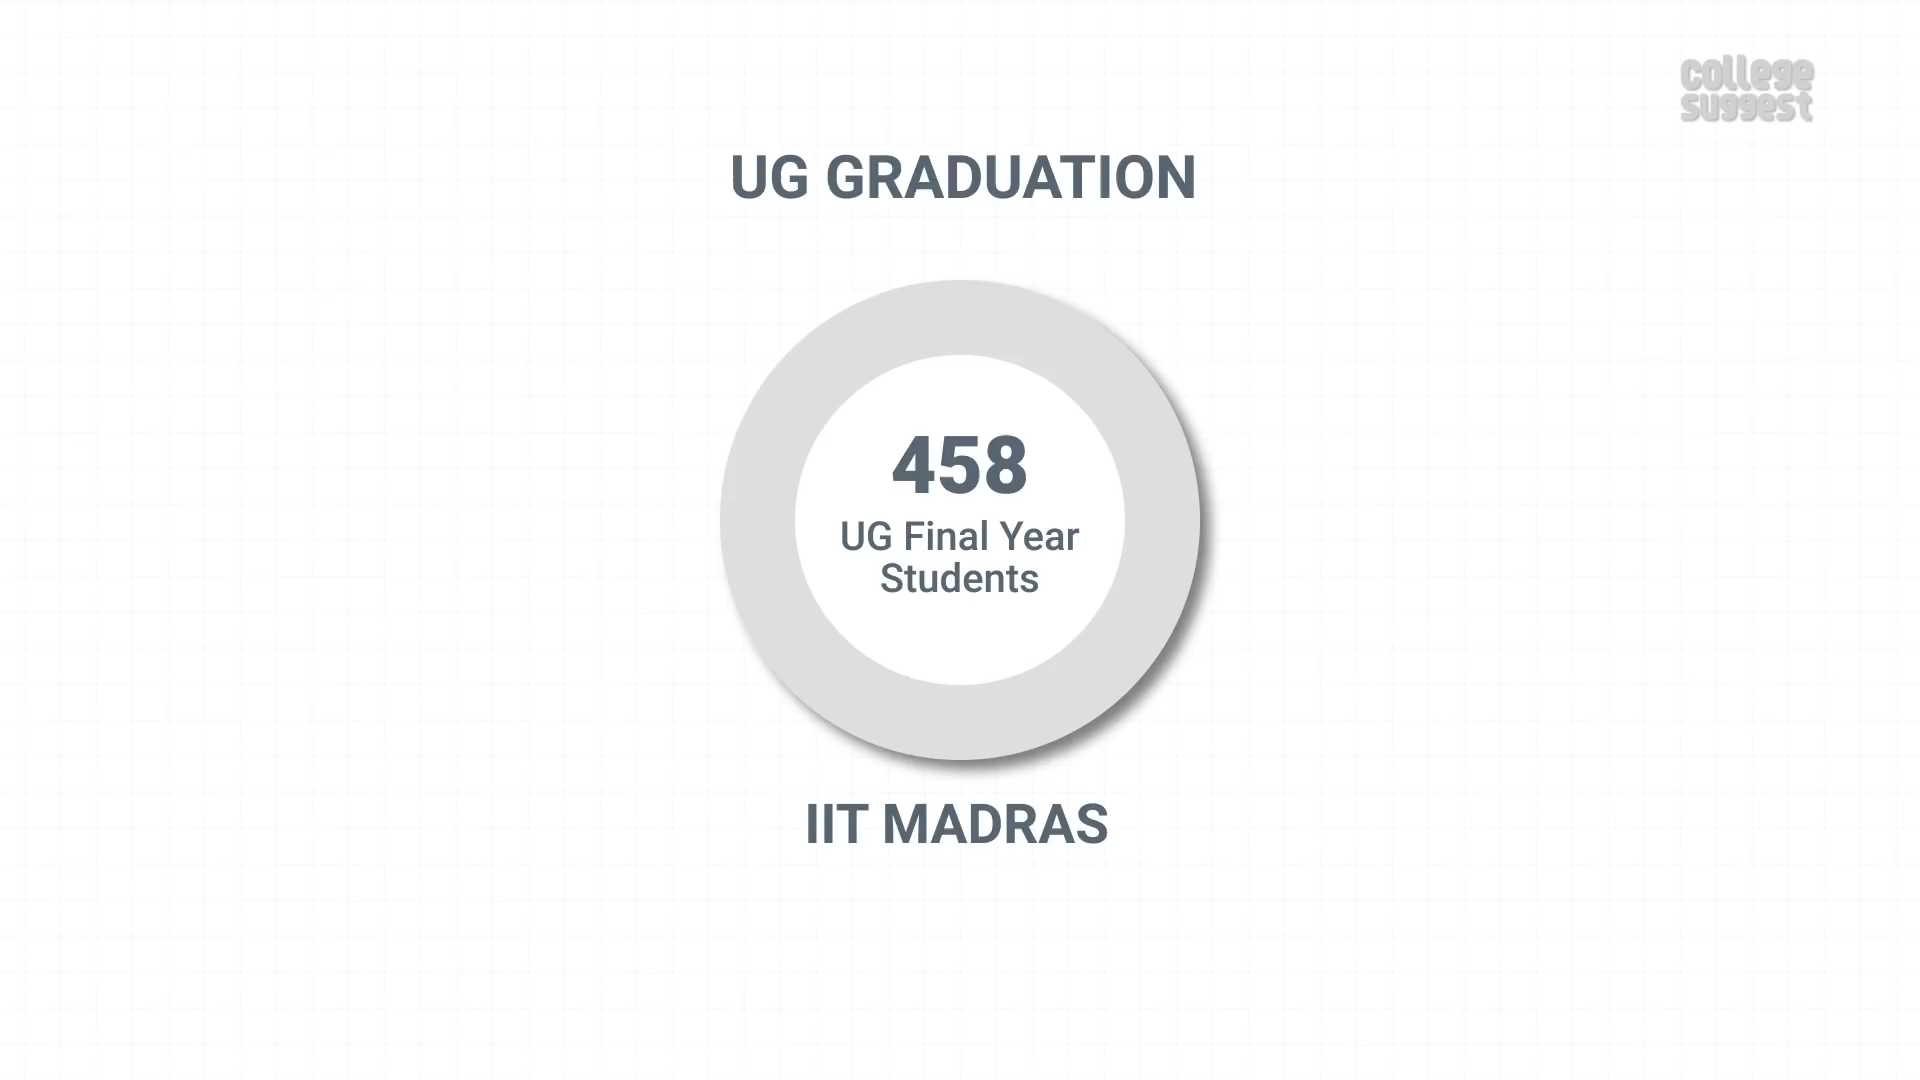 college
suggest
UG GRADUATION
458
UG Final Year
Students
IIT MADRAS